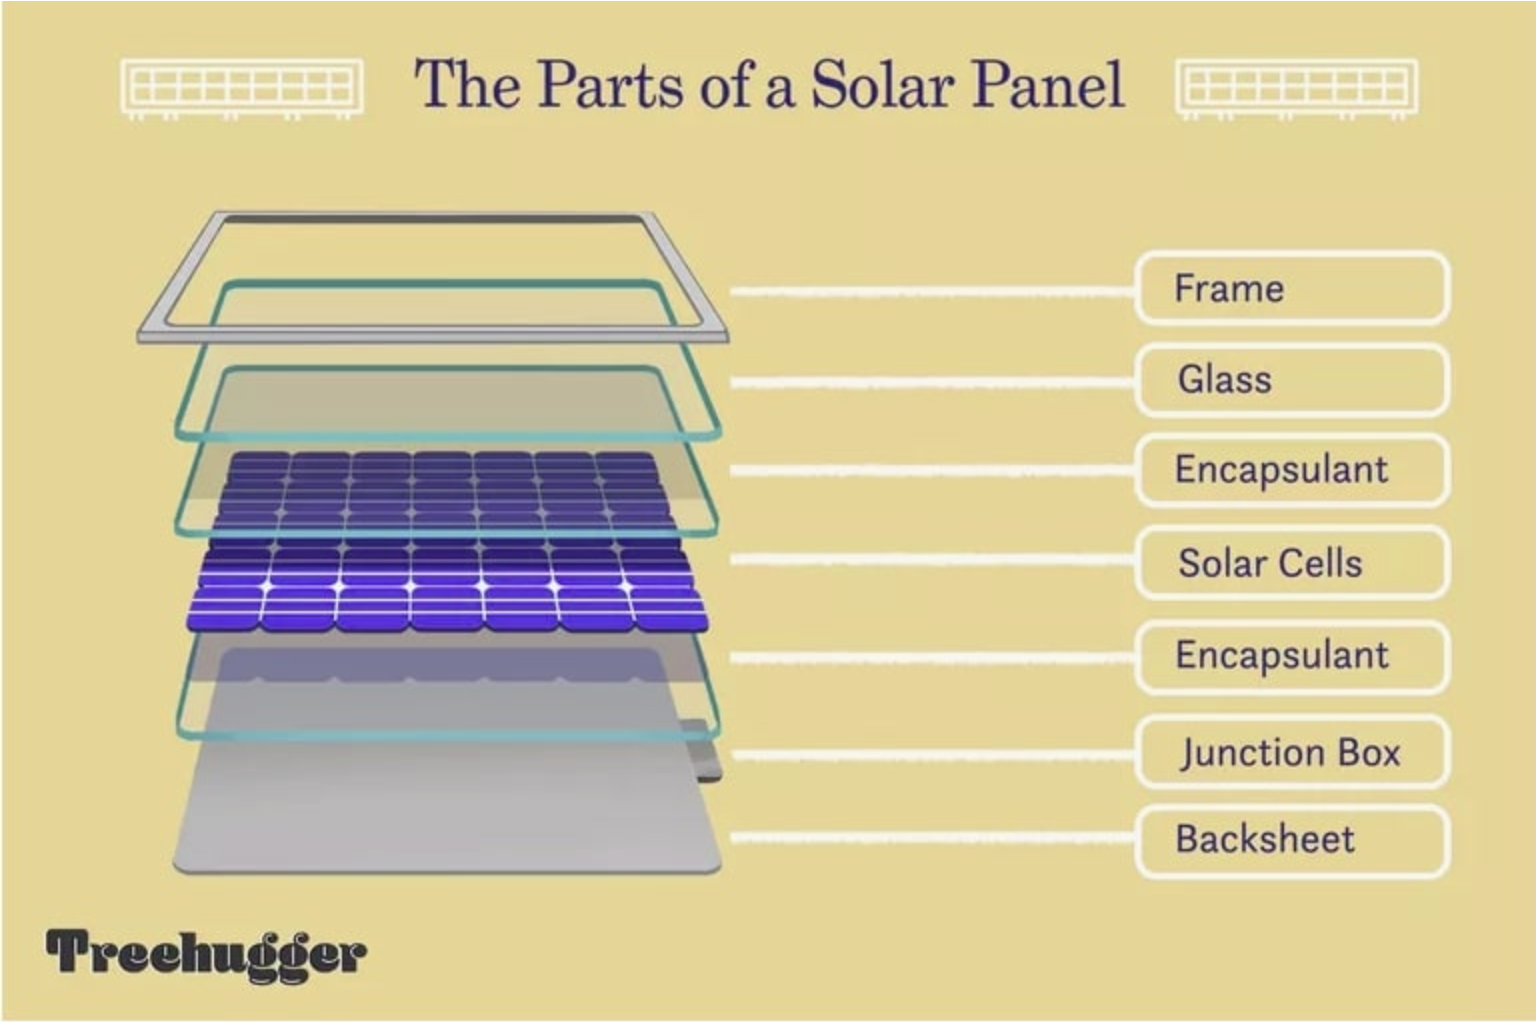 The Parts of a Solar Panel
Frame
Glass
Encapsulant
Solar Cells
Encapsulant
Junction Box
Backsheet
Treehugger